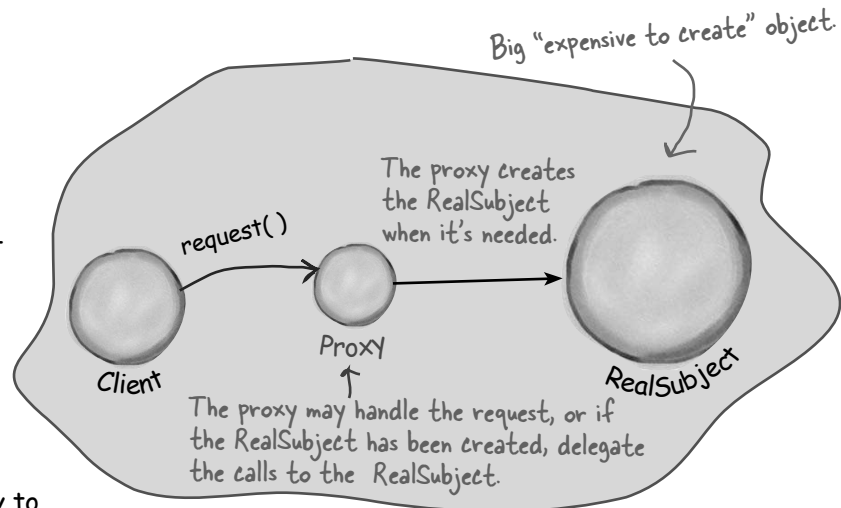 Big “expensive to create” object.
The proxy creates
the RealSubject
when it's needed.
request()
Client
Proxy
RealSubject
The proxy may handle the request, or if
the RealSubject has been created, delegate
the calls to the RealSubject.
to